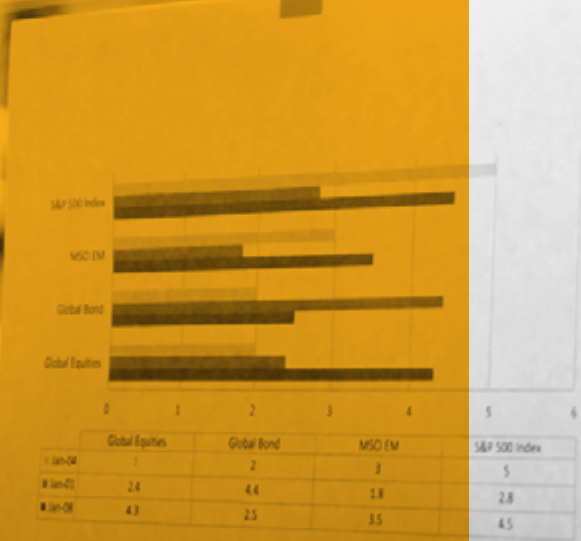 S&P 500 Index
MSCI EM
Global Bond
Global Equities
0 1 2 3 4 5 6
Global Equities Global Bond MSCI EM S&P 500 Index
Jan-04 2 3 5
Jan-01 2.4 4.4 1.8 2.8
Jan-08 4.3 2.5 3.5 4.5